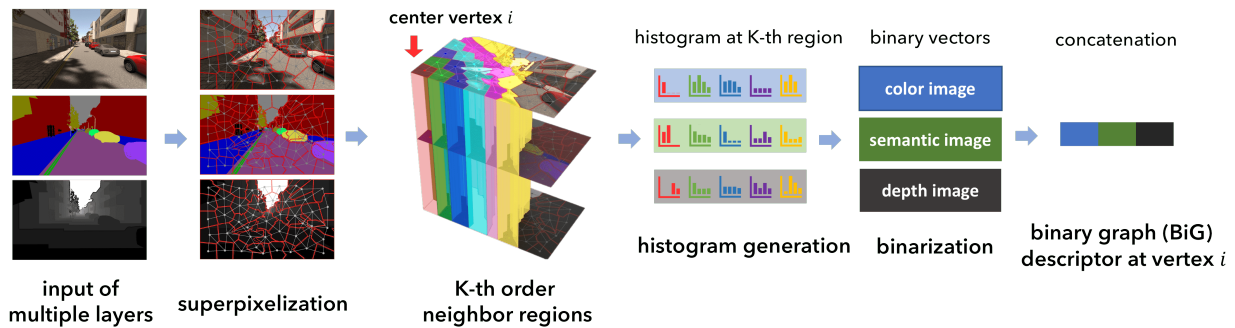 center vertex i
histogram at K-th region
binary vectors
concatenation
color image
semantic image
depth image
input of
multiple layers
superpixelization
K-th order
neighbor regions
histogram generation
binarization
binary graph (BiG)
descriptor at vertex i